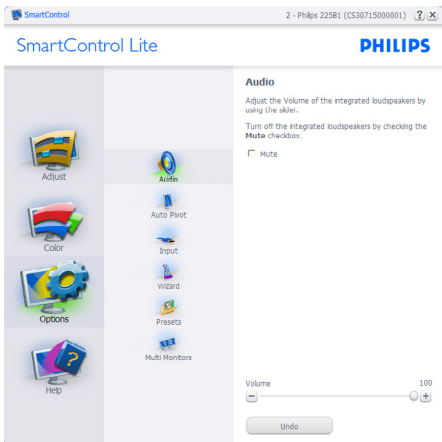 SmartControl
2 - Philips 225B1 (CS30715000001)
SmartControl Lite
PHILIPS
Adjust
Color
Options
Help
Audio
Auto Pivot
Input
Wizard
Presets
Multi Monitors
Audio
Adjust the Volume of the integrated loudspeakers by
using the slider.
Turn off the integrated loudspeakers by checking the
Mute checkbox.
Mute
Volume
100
Undo